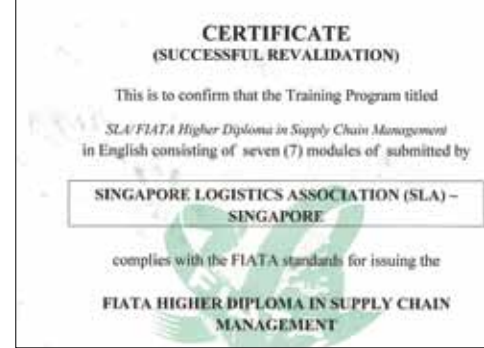 CERTIFICATE
(SUCCESSFUL REVALIDATION)
This is to confirm that the Training Program titled
SLA/FIATA Higher Diploma in Supply Chain Management
in English consisting of seven (7) modules of submitted by
SINGAPORE LOGISTICS ASSOCIATION (SLA) –
SINGAPORE
complies with the FIATA standards for issuing the
FIATA HIGHER DIPLOMA IN SUPPLY CHAIN
MANAGEMENT